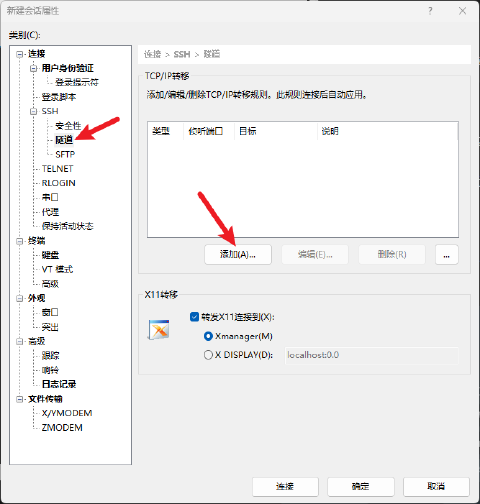 新建会话属性
?
类别(C):
连接
用户身份验证
登录提示符
登录脚本
SSH
安全性
隧道
SFTP
TELNET
RLOGIN
串口
代理
保持活动状态
终端
键盘
VT 模式
高级
外观
窗口
突出
高级
跟踪
响铃
日志记录
文件传输
X/YMODEM
ZMODEM
连接 > SSH > 隧道
TCP/IP转移
添加/编辑/删除TCP/IP转移规则。此规则连接后自动应用。
类型 侦听端口 目标 说明
添加(A)... 编辑(E)... 删除(R) ...
X11转移
转发X11连接到(X):
Xmanager(M)
X DISPLAY(D): localhost:0.0
连接 确定 取消